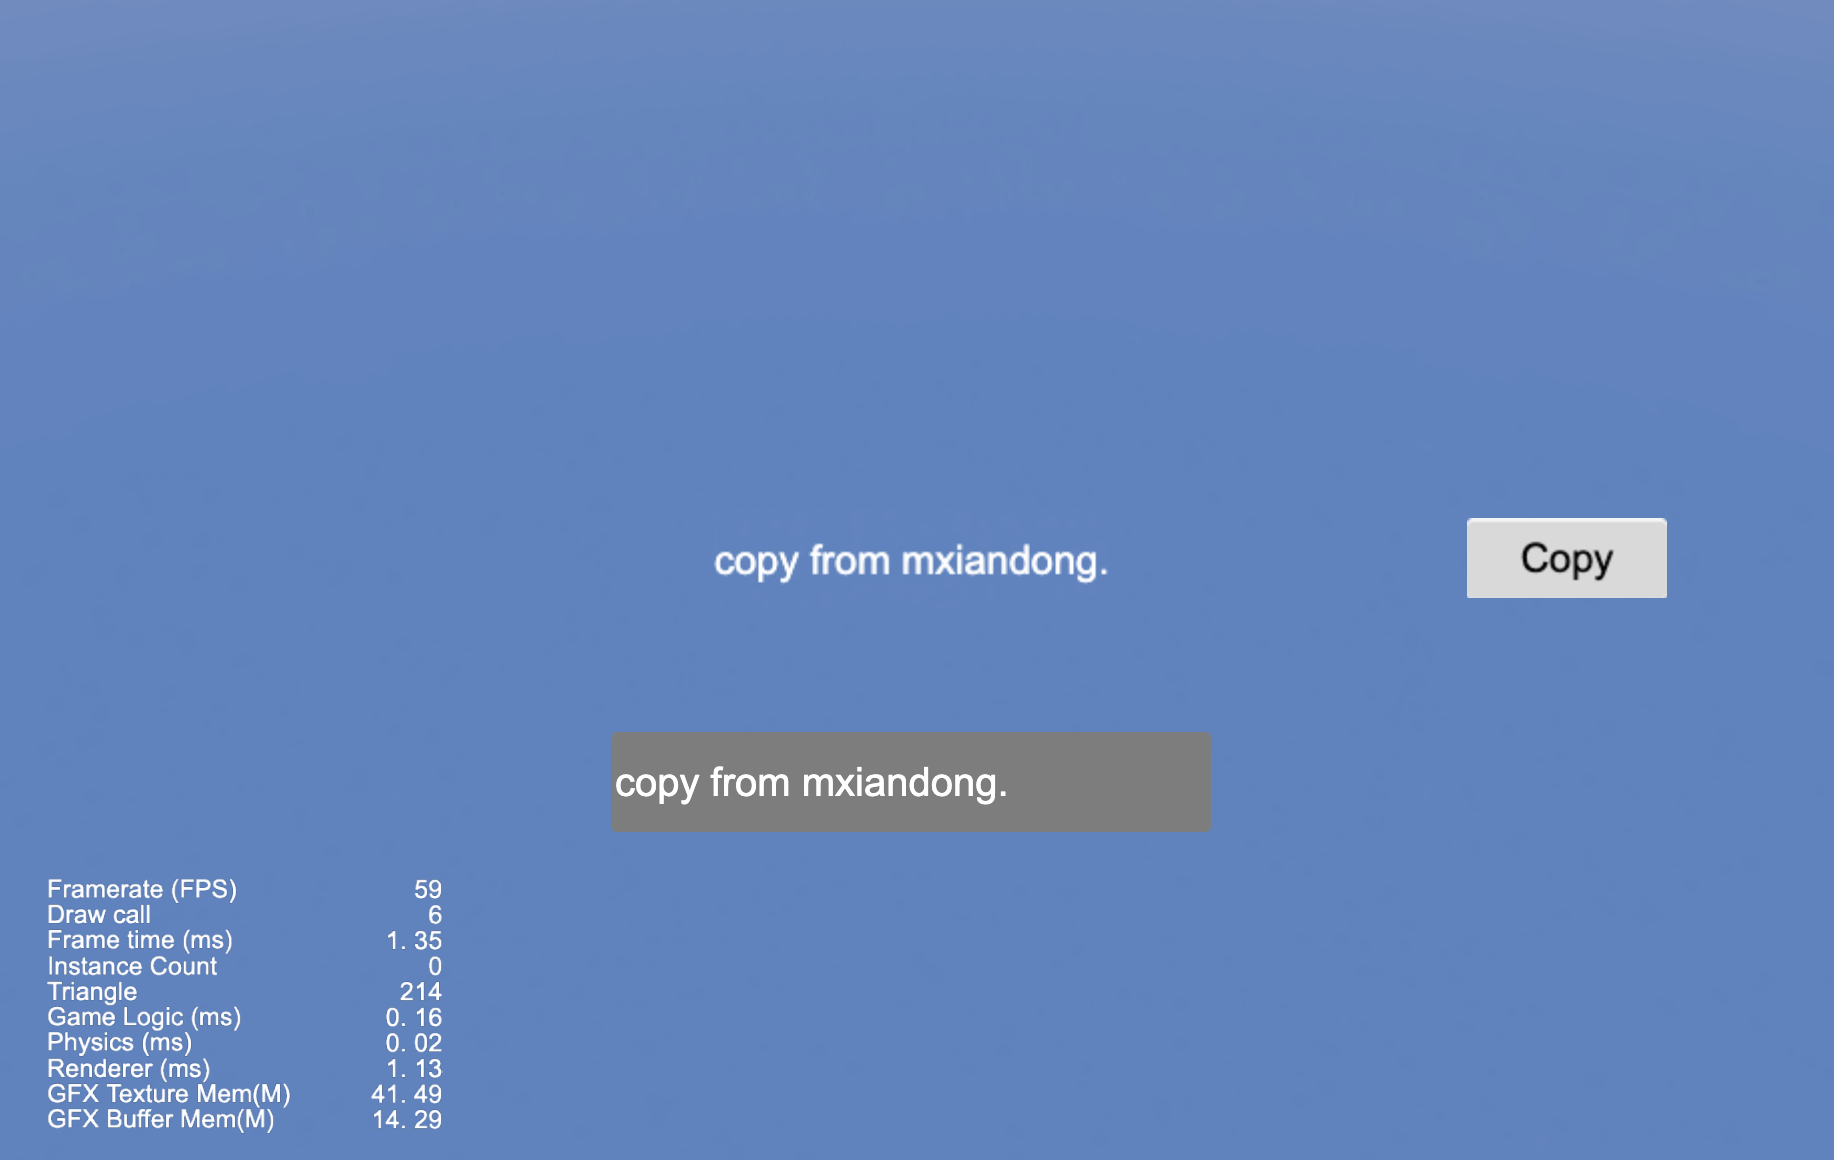 copy from mxiandong.
Copy
copy from mxiandong.
Framerate (FPS) 59
Draw call 6
Frame time (ms) 1. 35
Instance Count 0
Triangle 214
Game Logic (ms) 0. 16
Physics (ms) 0. 02
Renderer (ms) 1. 13
GFX Texture Mem(M) 41. 49
GFX Buffer Mem(M) 14. 29